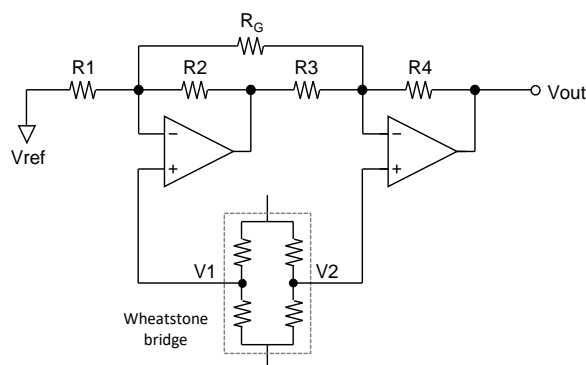 R_G
R1 R2 R3 R4
Vout
− −
Vref
+ +
V1 V2
Wheatstone
bridge